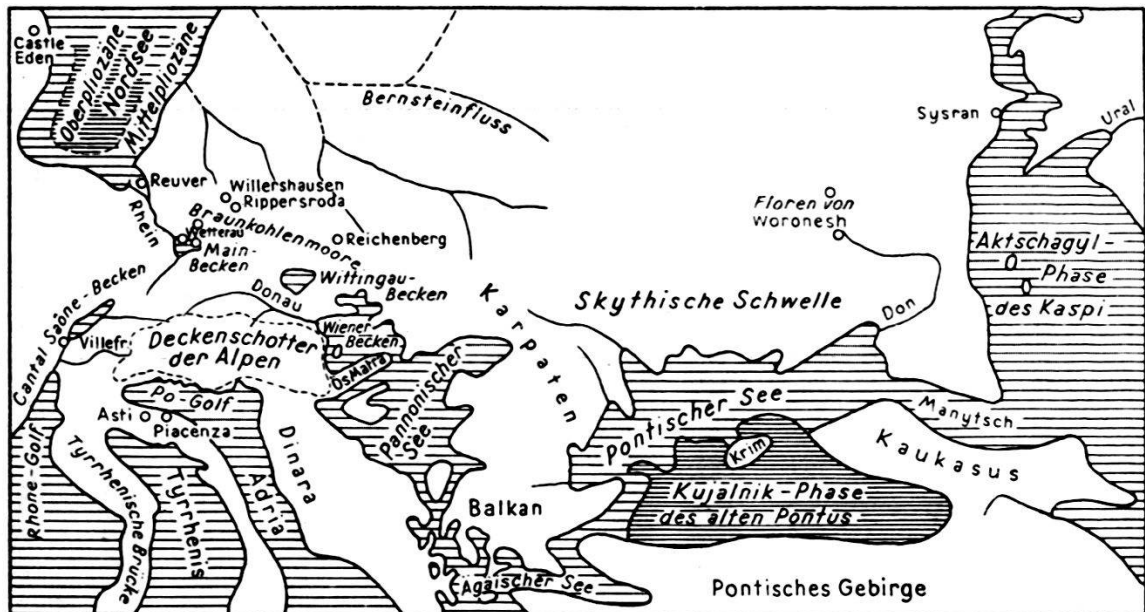 Castle
Eden
Oberpliozäne
Nordsee
Mittelpliozäne
Bernsteinfluss
Sysran
Ural
Reuver
Willershausen
Rippersroda
Rhein
Braunkohlenmoore
Wetterau
Main-
Becken
Reichenberg
Floren von
Woronesh
Aktschagyl-
Phase
des Kaspi
Cantal
Saône-Becken
Donau
Wittingau-
Becken
Karpaten
Skythische Schwelle
Don
Villefr.
Deckenschotter
der Alpen
Wiener
Becken
Pannonischer
See
Po-Golf
Asti
Piacenza
Dinara
Pontischer See
Manytsch
Krim
Kaukasus
Rhone-Golf
Tyrrhenische Brücke
Tyrrhenis
Adria
Balkan
Kujalnik-Phase
des alten Pontus
Ägäischer See
Pontisches Gebirge